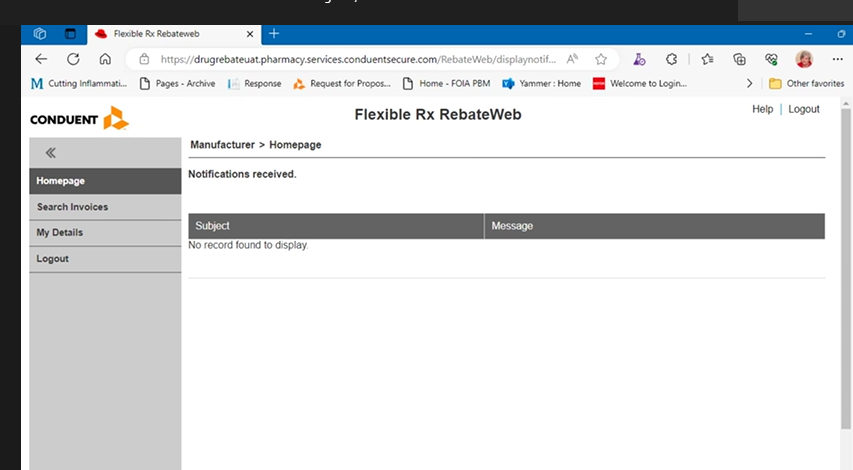 Flexible Rx Rebateweb
https://drugrebateuat.pharmacy.services.conduentsecure.com/RebateWeb/displaynotif...
Cutting Inflammati... Pages - Archive Response Request for Propos... Home - FOIA PBM Yammer : Home Welcome to Login... Other favorites
CONDUENT
Flexible Rx RebateWeb
Help | Logout
Manufacturer > Homepage
Homepage
Notifications received.
Search Invoices
Subject Message
My Details
No record found to display.
Logout